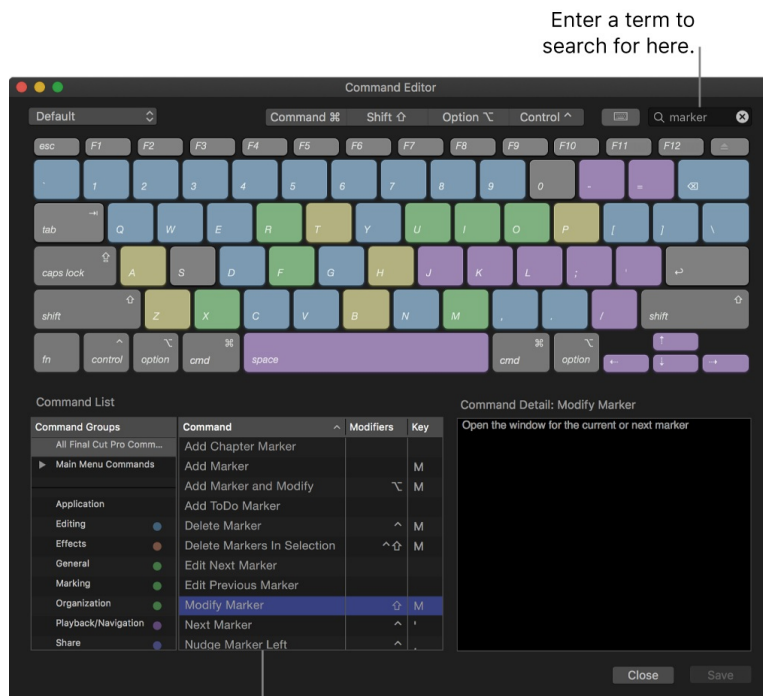 Enter a term to
search for here.
Command Editor
Default
Command ⌘ Shift ⇧ Option ⌥ Control ^ marker
esc F1 F2 F3 F4 F5 F6 F7 F8 F9 F10 F11 F12
` 1 2 3 4 5 6 7 8 9 0 - = ⌫
tab Q W E R T Y U I O P [ ] \
caps lock A S D F G H J K L ; '
shift Z X C V B N M , . / shift
fn control option cmd space cmd option ← ↑ ↓ →
Command List
Command Detail: Modify Marker
Command Groups Command Modifiers Key
Open the window for the current or next marker
All Final Cut Pro Comm... Add Chapter Marker
Main Menu Commands Add Marker M
Add Marker and Modify ⌥ M
Application Add ToDo Marker
Editing Delete Marker ^ M
Effects Delete Markers In Selection ^⇧ M
General Edit Next Marker
Marking Edit Previous Marker
Organization Modify Marker ⇧ M
Playback/Navigation Next Marker ^ '
Share Nudge Marker Left ^ ,
Close Save